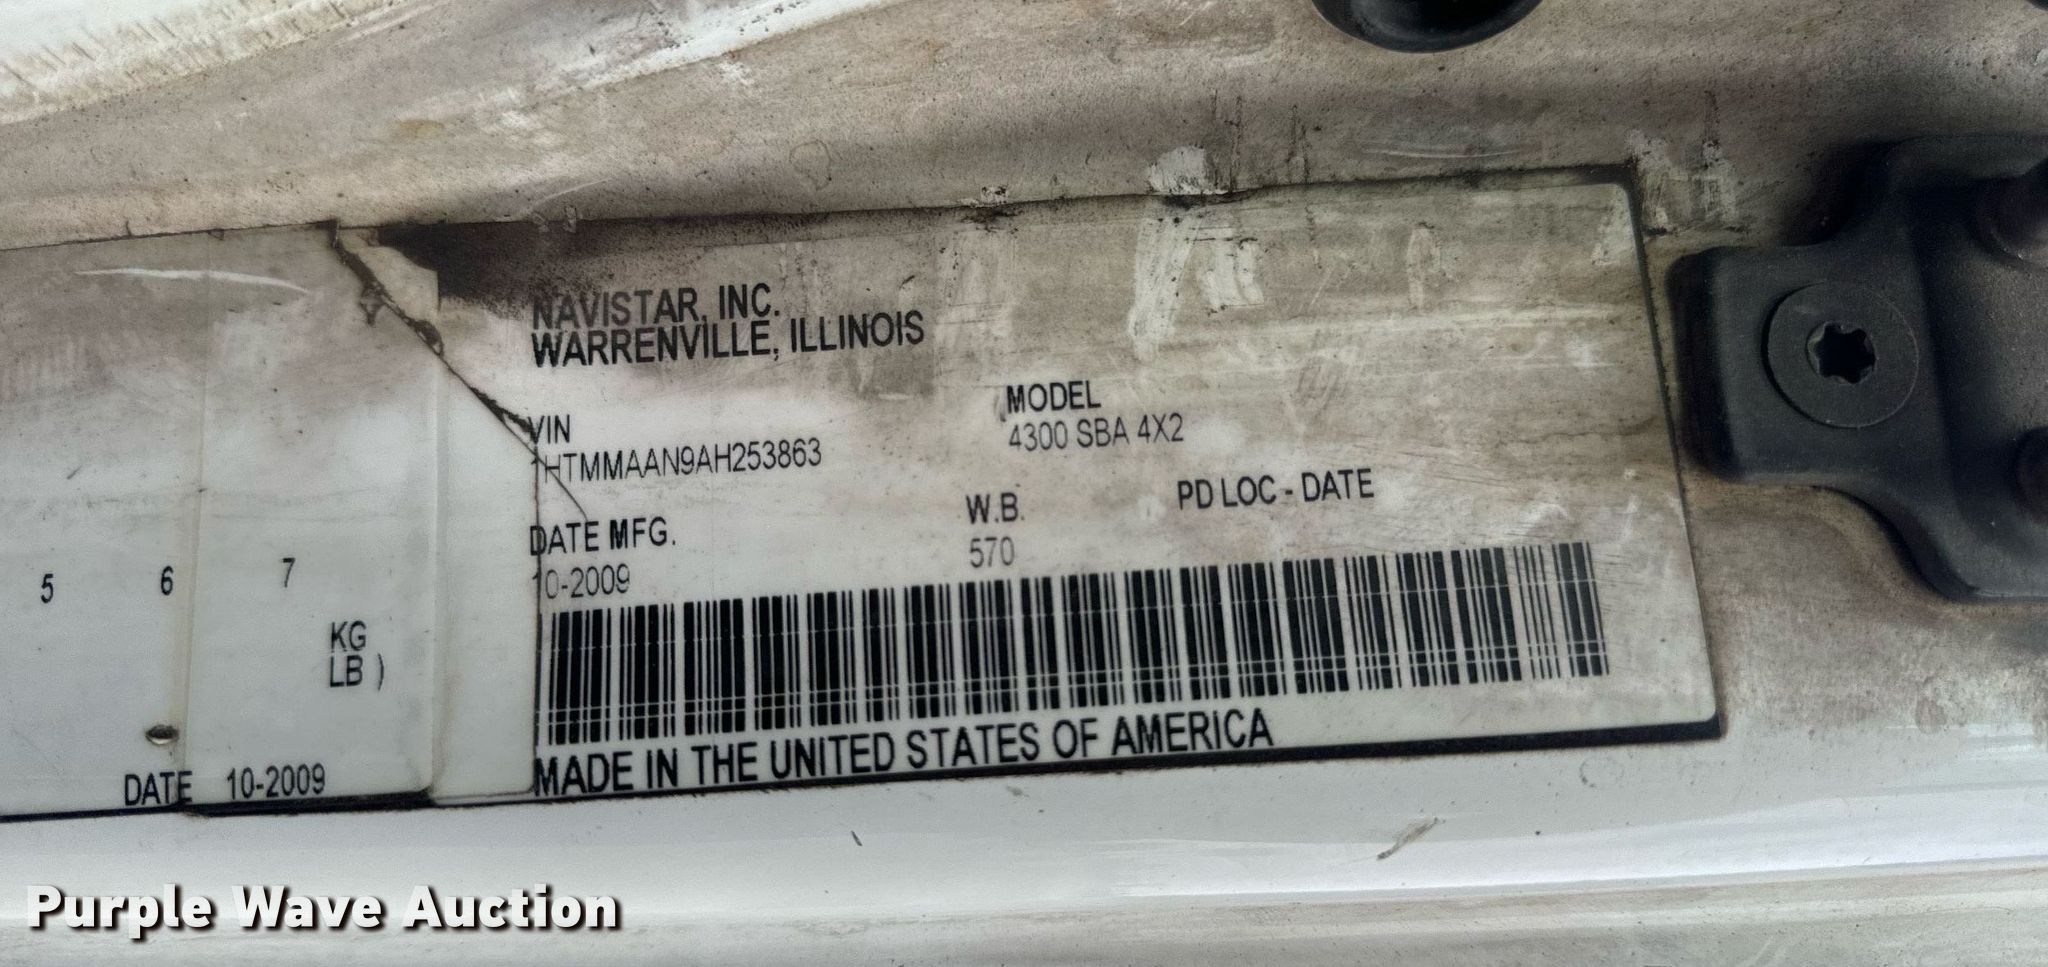 NAVISTAR, INC.
WARRENVILLE, ILLINOIS
VIN
1HTMMAAN9AH253863
MODEL
4300 SBA 4X2
DATE MFG.
10-2009
W.B.
570
PD LOC - DATE
MADE IN THE UNITED STATES OF AMERICA
5 6 7
KG
LB )
DATE 10-2009
Purple Wave Auction